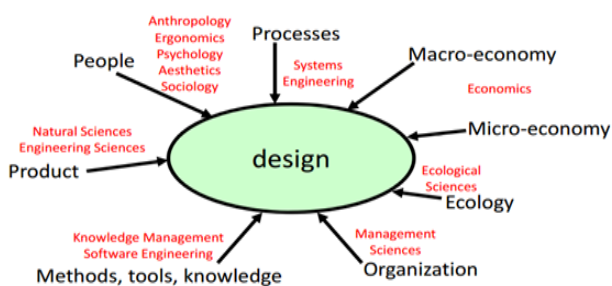 Anthropology
Ergonomics
Psychology
Aesthetics
Sociology
People
Processes
Systems
Engineering
Macro-economy
Economics
Micro-economy
Natural Sciences
Engineering Sciences
Product
design
Ecological
Sciences
Ecology
Knowledge Management
Software Engineering
Methods, tools, knowledge
Management
Sciences
Organization